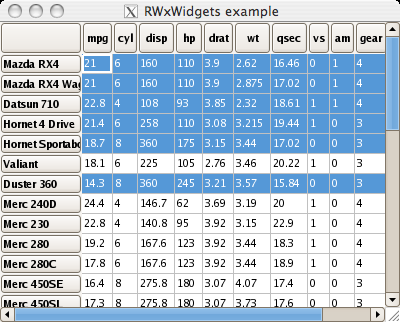 RWxWidgets example
mpg cyl disp hp drat wt qsec vs am gear
Mazda RX4 21 6 160 110 3.9 2.62 16.46 0 1 4
Mazda RX4 Wag 21 6 160 110 3.9 2.875 17.02 0 1 4
Datsun 710 22.8 4 108 93 3.85 2.32 18.61 1 1 4
Hornet 4 Drive 21.4 6 258 110 3.08 3.215 19.44 1 0 3
Hornet Sportabo 18.7 8 360 175 3.15 3.44 17.02 0 0 3
Valiant 18.1 6 225 105 2.76 3.46 20.22 1 0 3
Duster 360 14.3 8 360 245 3.21 3.57 15.84 0 0 3
Merc 240D 24.4 4 146.7 62 3.69 3.19 20 1 0 4
Merc 230 22.8 4 140.8 95 3.92 3.15 22.9 1 0 4
Merc 280 19.2 6 167.6 123 3.92 3.44 18.3 1 0 4
Merc 280C 17.8 6 167.6 123 3.92 3.44 18.9 1 0 4
Merc 450SE 16.4 8 275.8 180 3.07 4.07 17.4 0 0 3
Merc 450SL 17.3 8 275.8 180 3.07 3.73 17.6 0 0 3